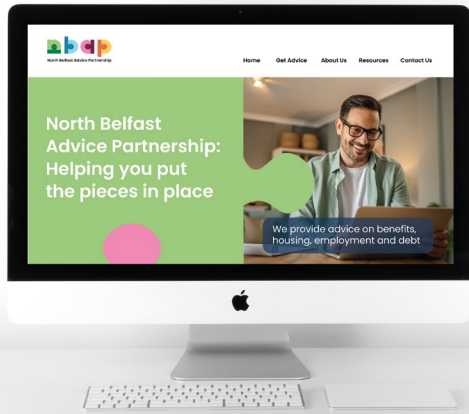 nbap
North Belfast Advice Partnership
Home Get Advice About Us Resources Contact Us
North Belfast
Advice Partnership:
Helping you put
the pieces in place
We provide advice on benefits,
housing, employment and debt